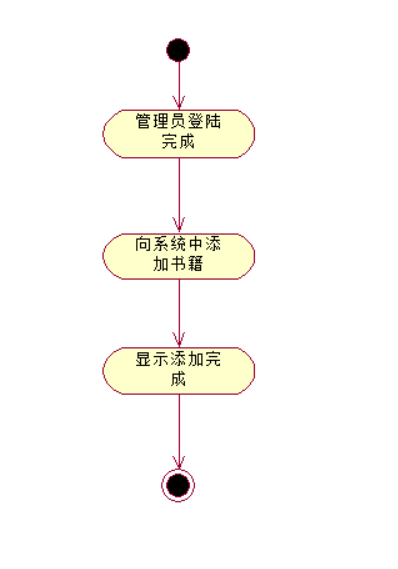 管理员登陆
完成
向系统中添
加书籍
显示添加完
成